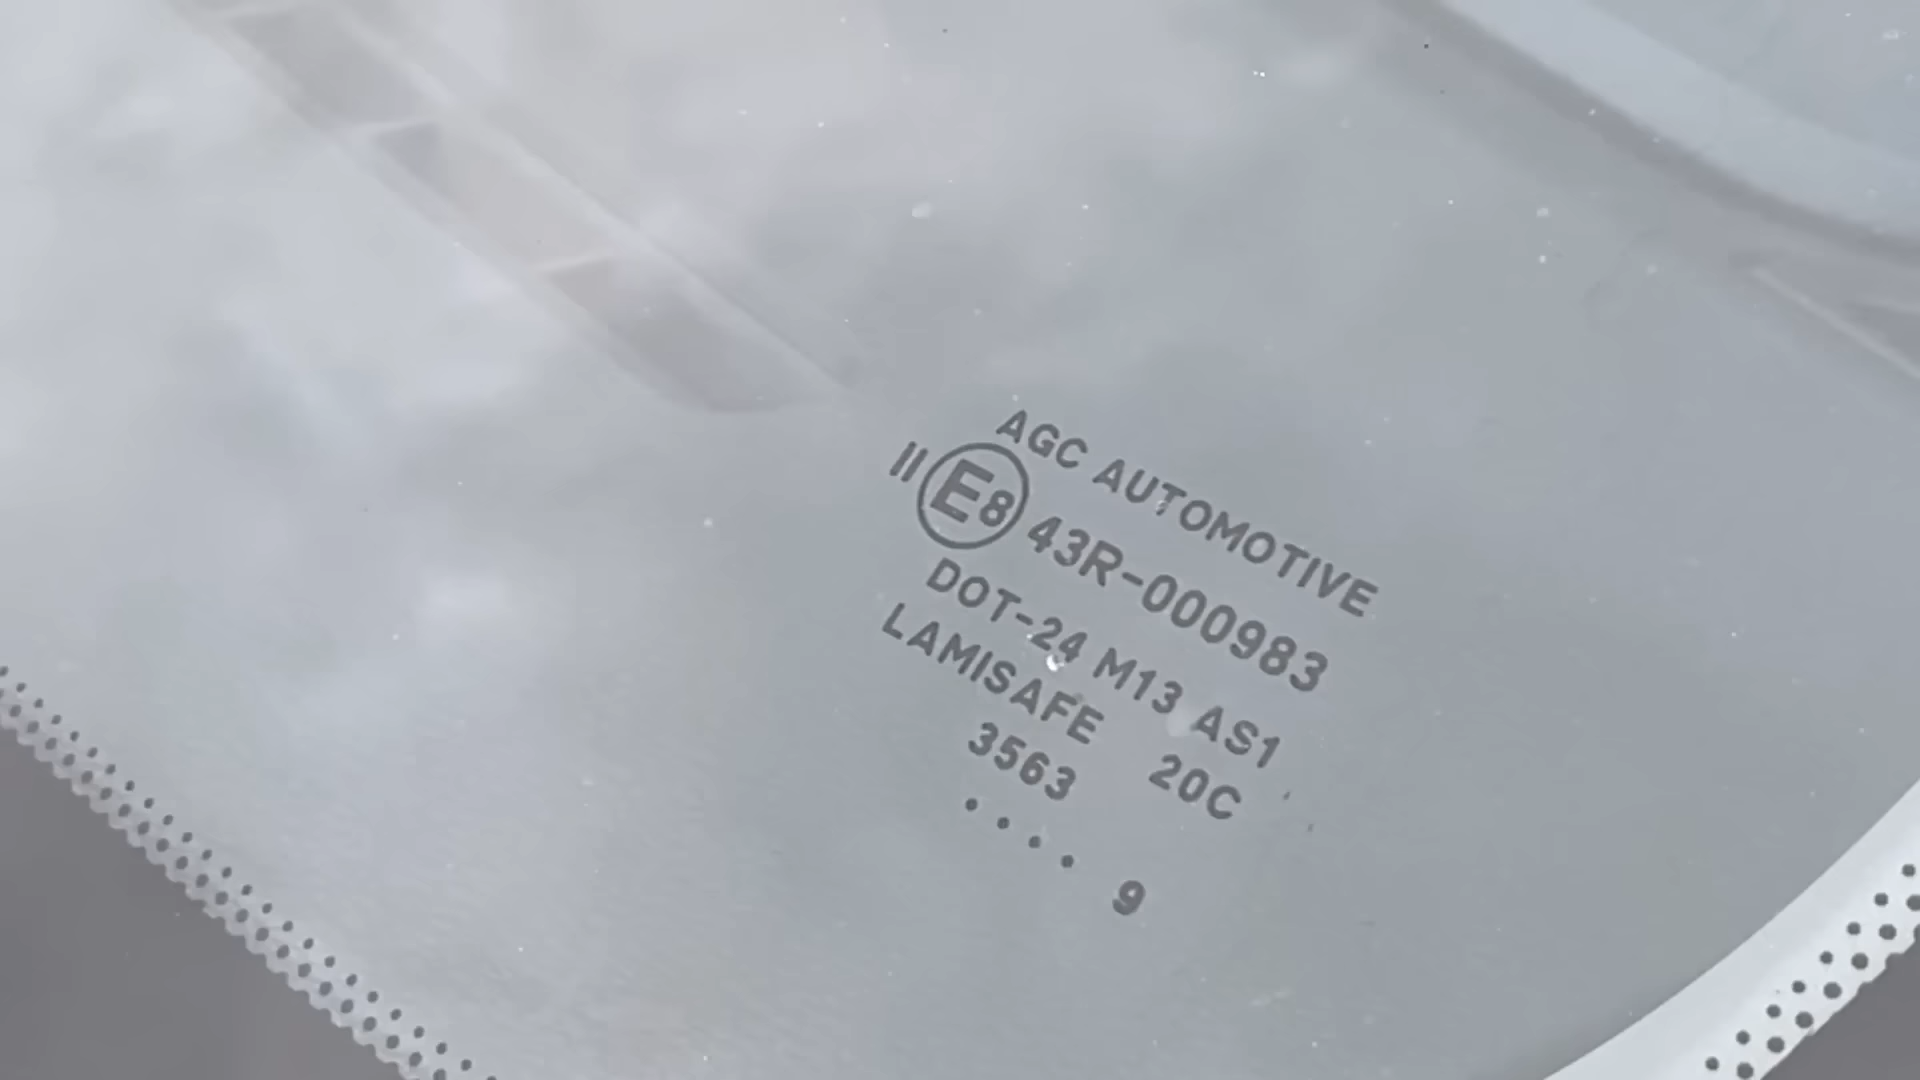 AGC AUTOMOTIVE
II E8 43R-000983
DOT-24 M13 AS1
LAMISAFE 20C
3563
.... 9